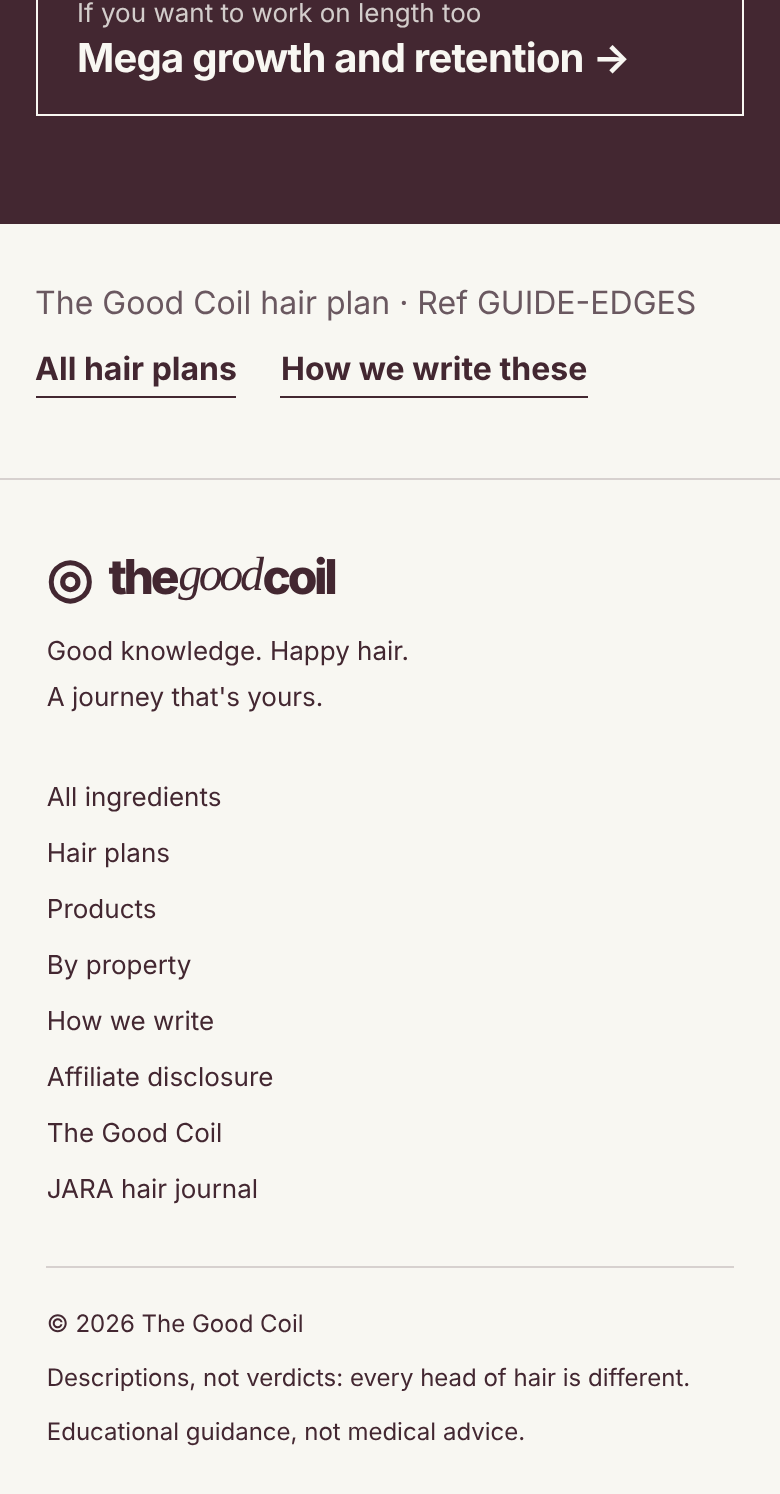 If you want to work on length too
Mega growth and retention →
The Good Coil hair plan · Ref GUIDE-EDGES
All hair plans How we write these
thegoodcoil
Good knowledge. Happy hair.
A journey that's yours.
All ingredients
Hair plans
Products
By property
How we write
Affiliate disclosure
The Good Coil
JARA hair journal
© 2026 The Good Coil
Descriptions, not verdicts: every head of hair is different.
Educational guidance, not medical advice.